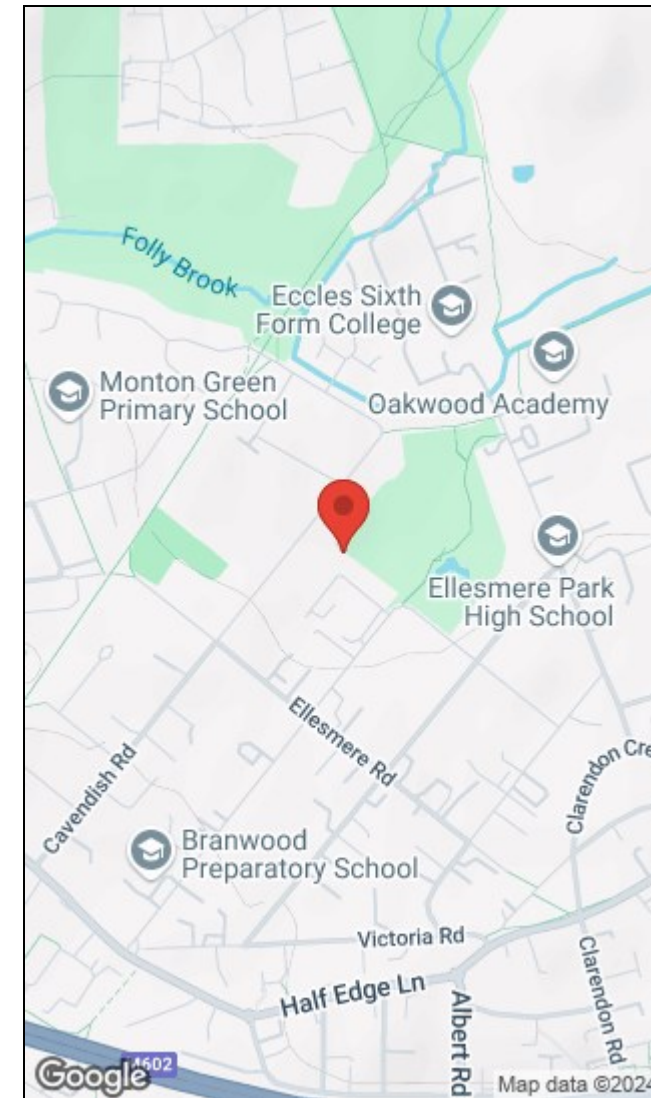 Folly Brook
Eccles Sixth
Form College
Monton Green
Primary School
Oakwood Academy
Ellesmere Park
High School
Ellesmere Rd
Cavendish Rd
Clarendon Cre
Branwood
Preparatory School
Victoria Rd
Half Edge Ln
Albert Rd
Clarendon Rd
Google
Map data ©2024